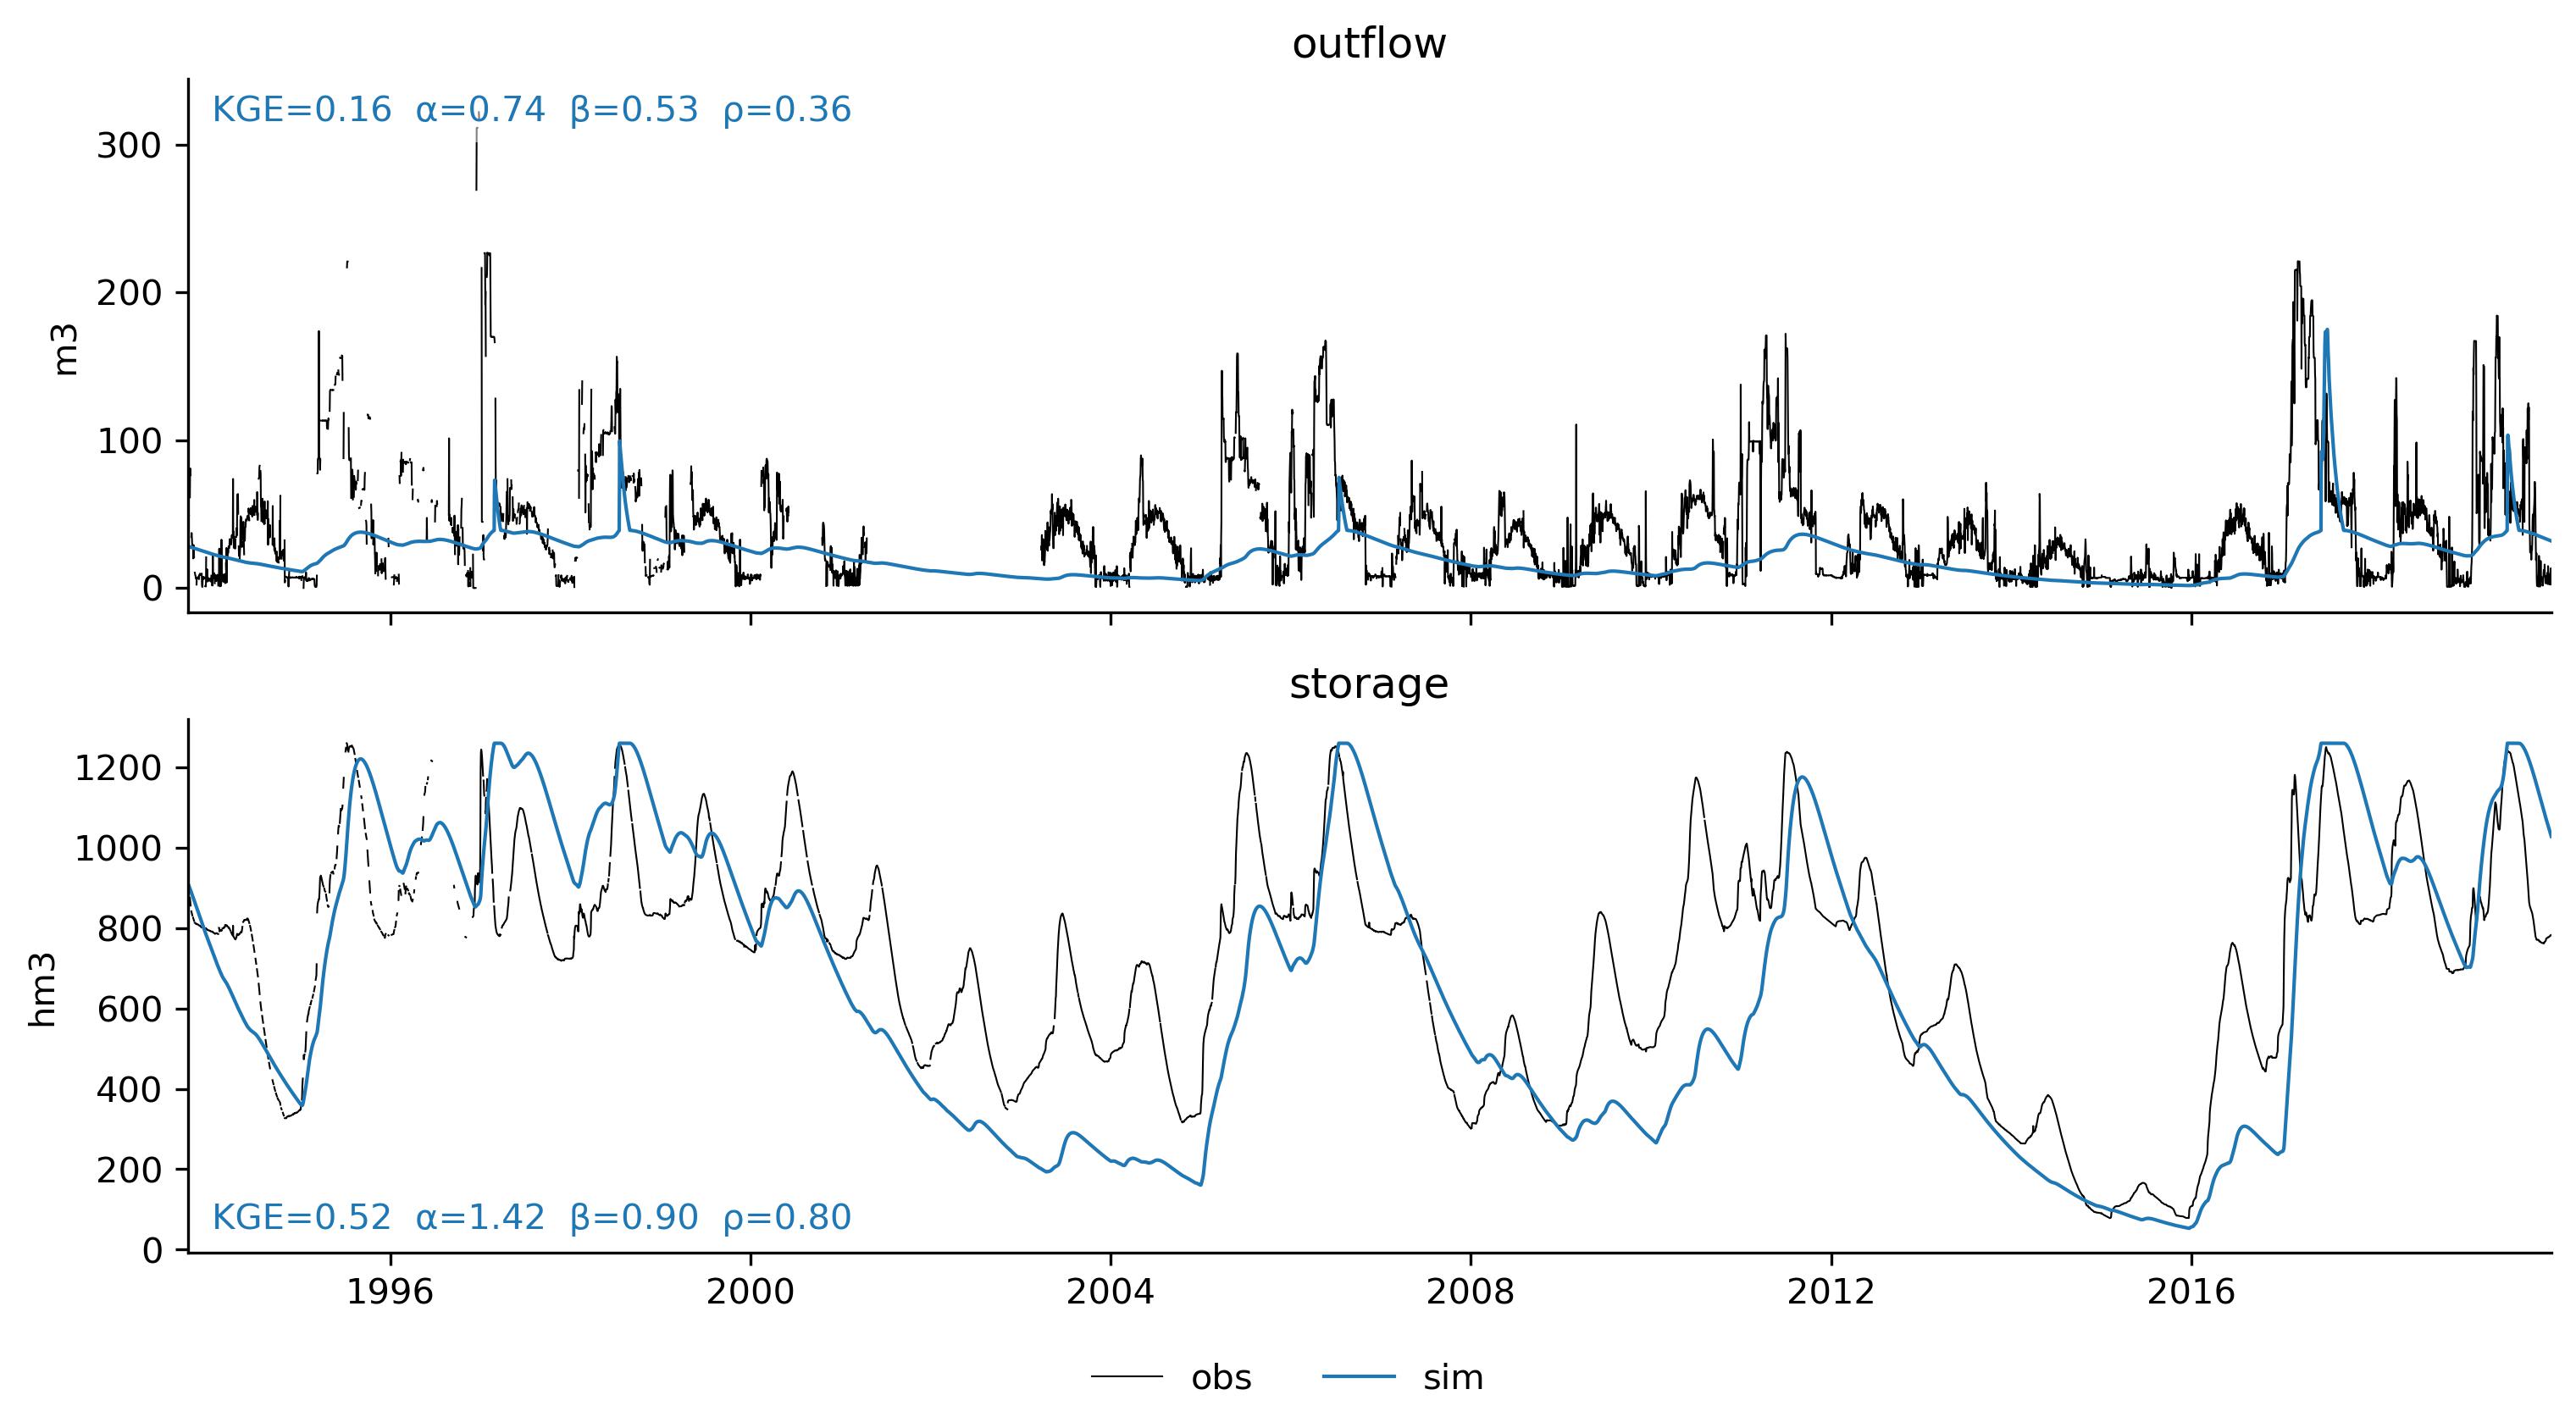 outflow
KGE=0.16 α=0.74 β=0.53 ρ=0.36
300
200
100
0
m3
storage
1200
1000
800
600
400
200
0
hm3
KGE=0.52 α=1.42 β=0.90 ρ=0.80
1996 2000 2004 2008 2012 2016
obs sim